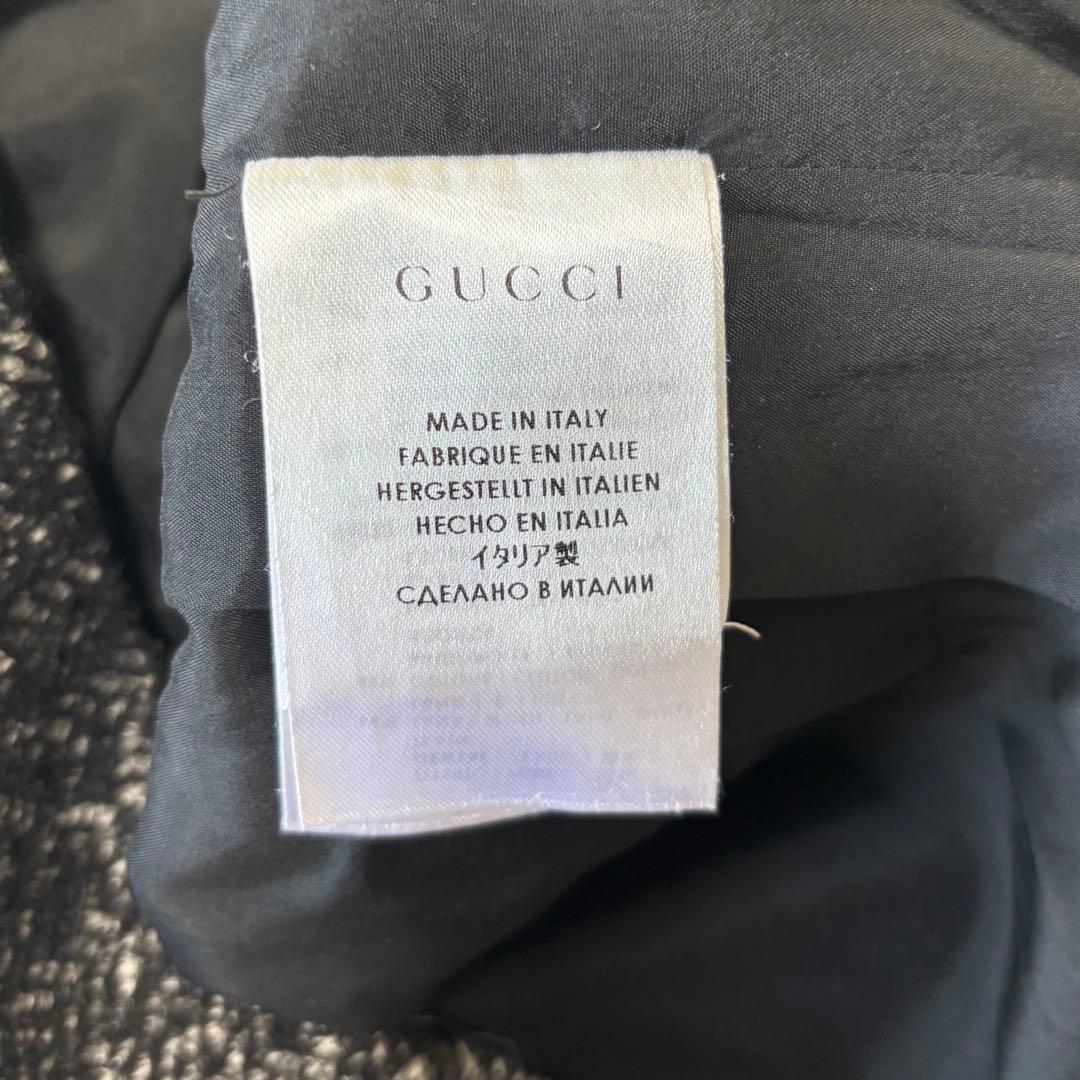 GUCCI
MADE IN ITALY
FABRIQUE EN ITALIE
HERGESTELLT IN ITALIEN
HECHO EN ITALIA
イタリア製
СДЕЛАНО В ИТАЛИИ